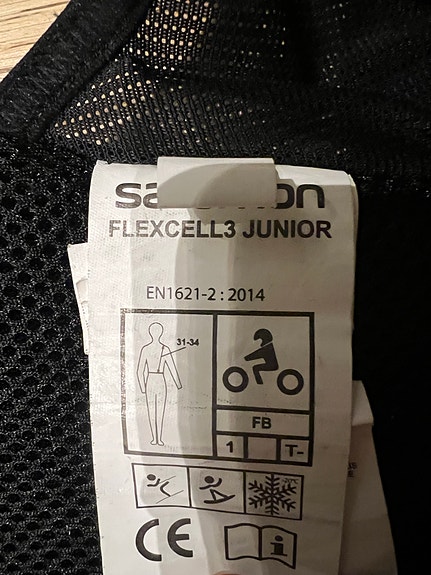 FLEXCELL3 JUNIOR
EN1621-2 : 2014
31-34
FB
1 T-
CE
i